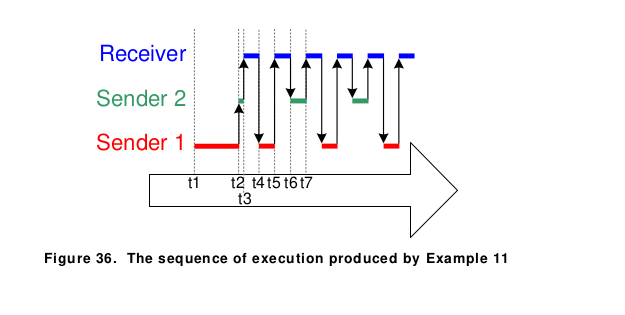 Receiver
Sender 2
Sender 1
t1 t2 t4 t5 t6 t7
t3
Figure 36. The sequence of execution produced by Example 11